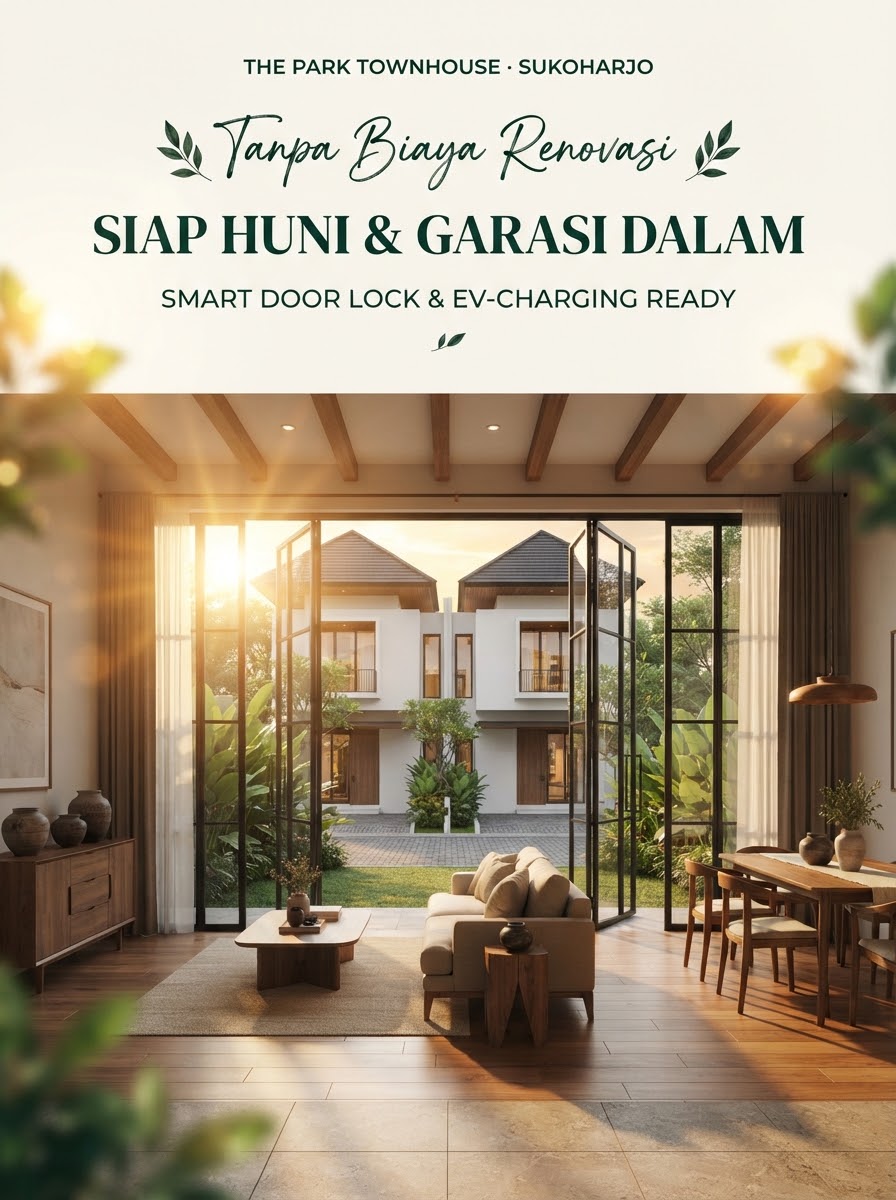 THE PARK TOWNHOUSE · SUKOHARJO
Tanpa Biaya Renovasi
SIAP HUNI & GARASI DALAM
SMART DOOR LOCK & EV-CHARGING READY